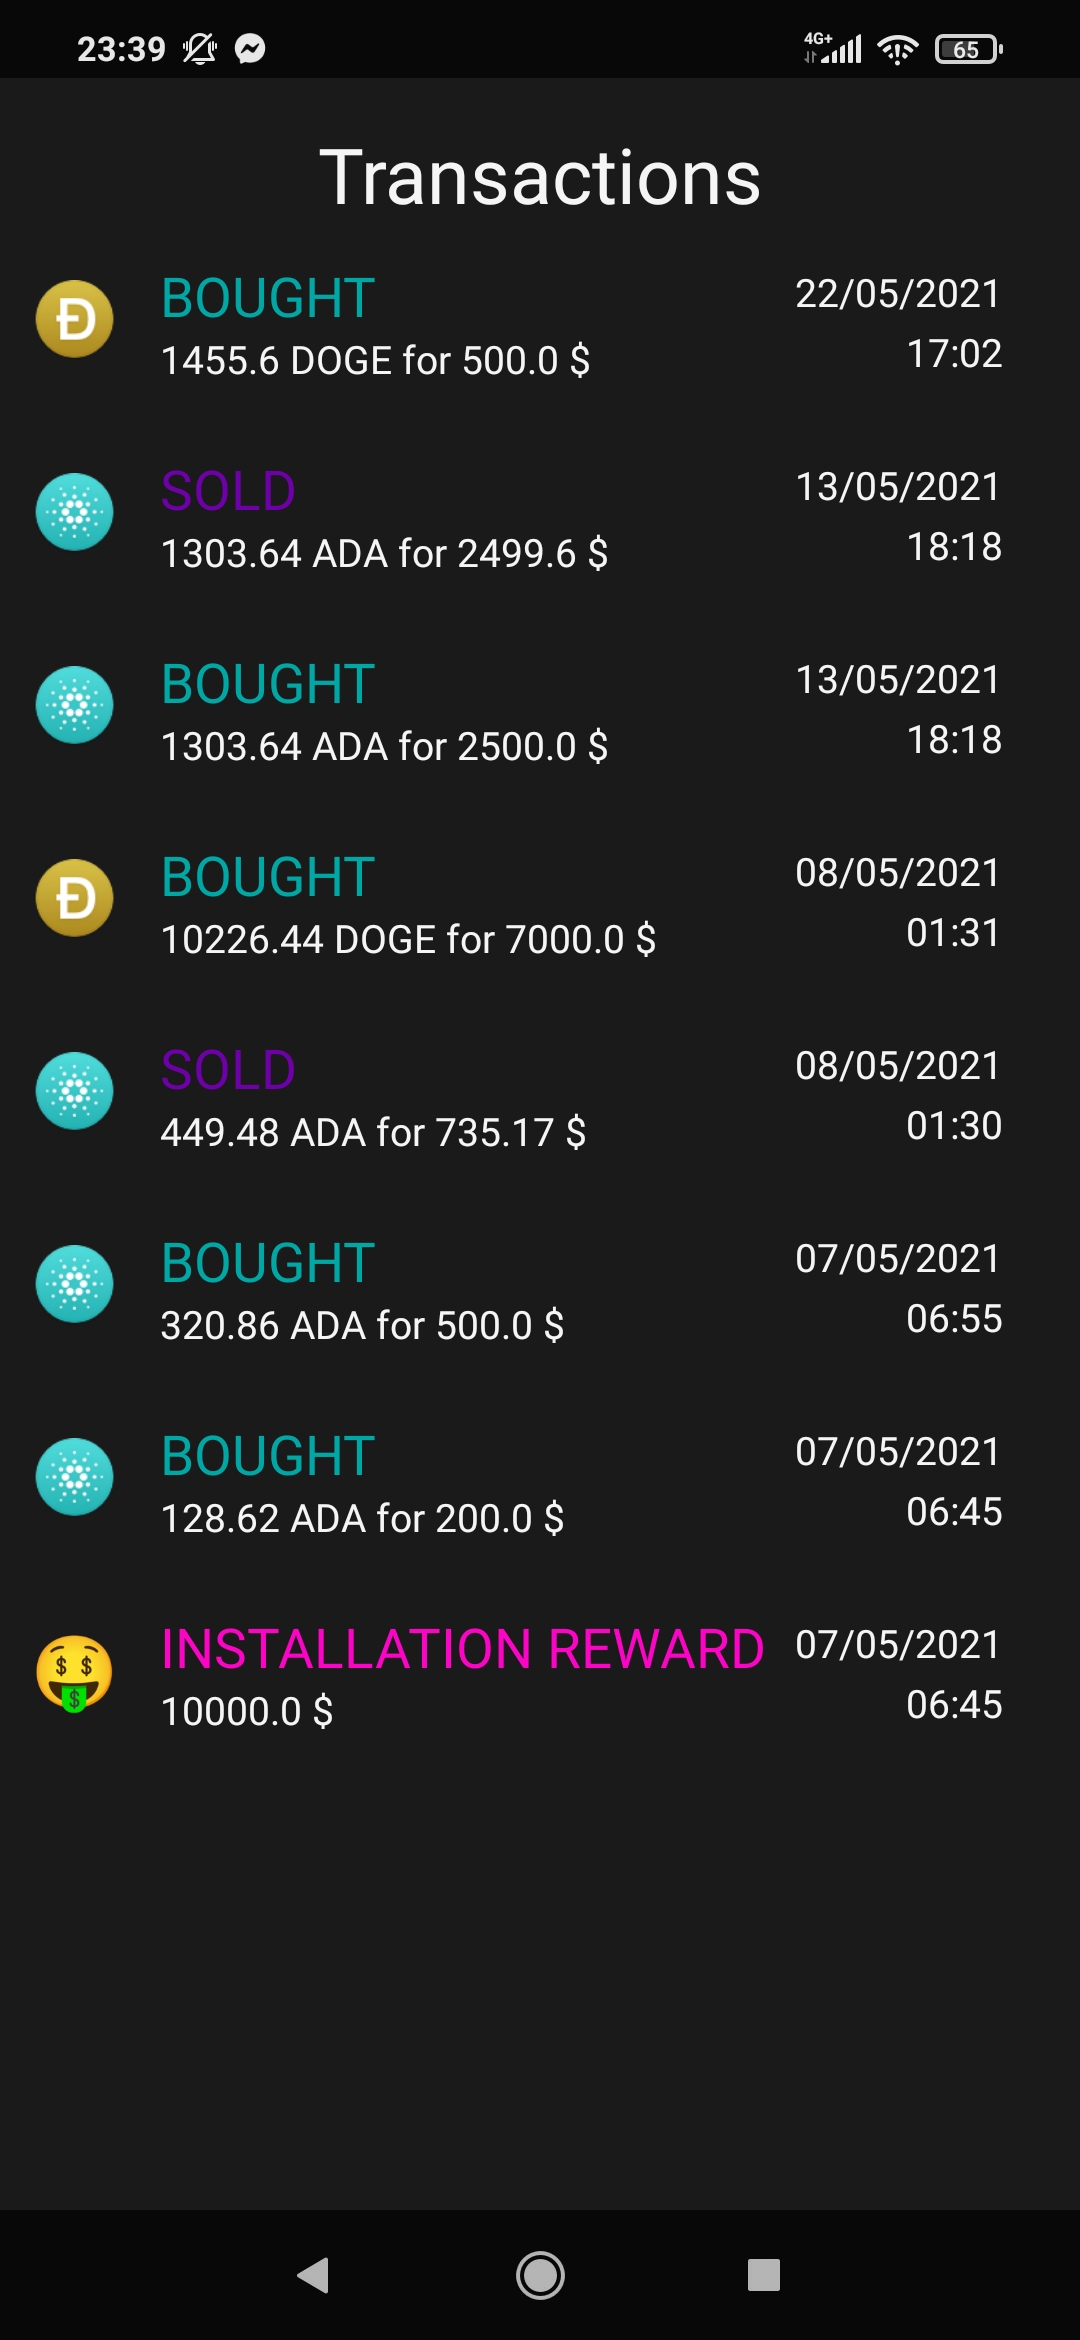 23:39 4G+ 65
Transactions
BOUGHT 22/05/2021
1455.6 DOGE for 500.0 $ 17:02
SOLD 13/05/2021
1303.64 ADA for 2499.6 $ 18:18
BOUGHT 13/05/2021
1303.64 ADA for 2500.0 $ 18:18
BOUGHT 08/05/2021
10226.44 DOGE for 7000.0 $ 01:31
SOLD 08/05/2021
449.48 ADA for 735.17 $ 01:30
BOUGHT 07/05/2021
320.86 ADA for 500.0 $ 06:55
BOUGHT 07/05/2021
128.62 ADA for 200.0 $ 06:45
INSTALLATION REWARD 07/05/2021
10000.0 $ 06:45